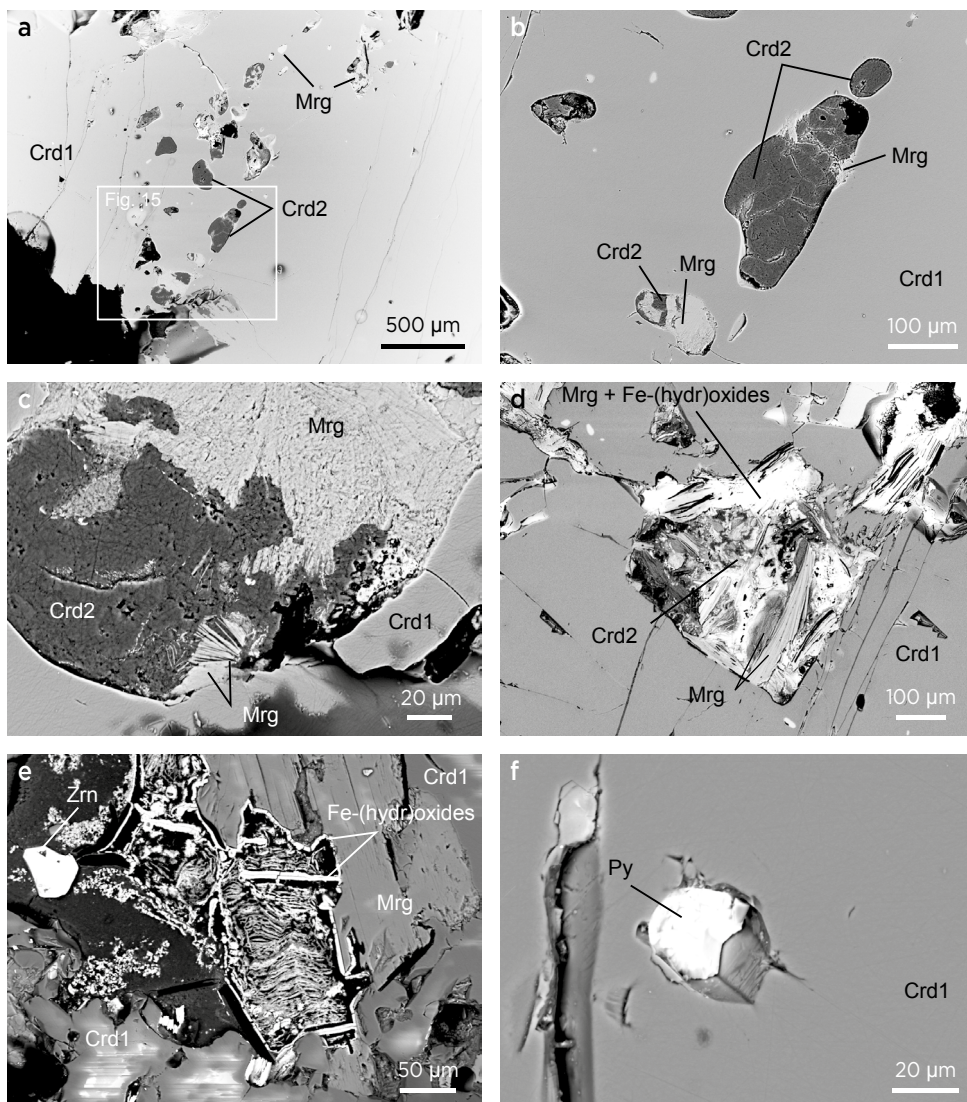 a
Mrg
Crd1
Fig. 15
Crd2
500 µm
b
Crd2
Mrg
Crd2
Mrg
Crd1
100 µm
c
Mrg
Crd2
Crd1
20 µm
Mrg
d
Mrg + Fe-(hydr)oxides
Crd2
Crd1
Mrg
100 µm
e
Crd1
Zrn
Fe-(hydr)oxides
Mrg
Crd1
50 µm
f
Py
Crd1
20 µm